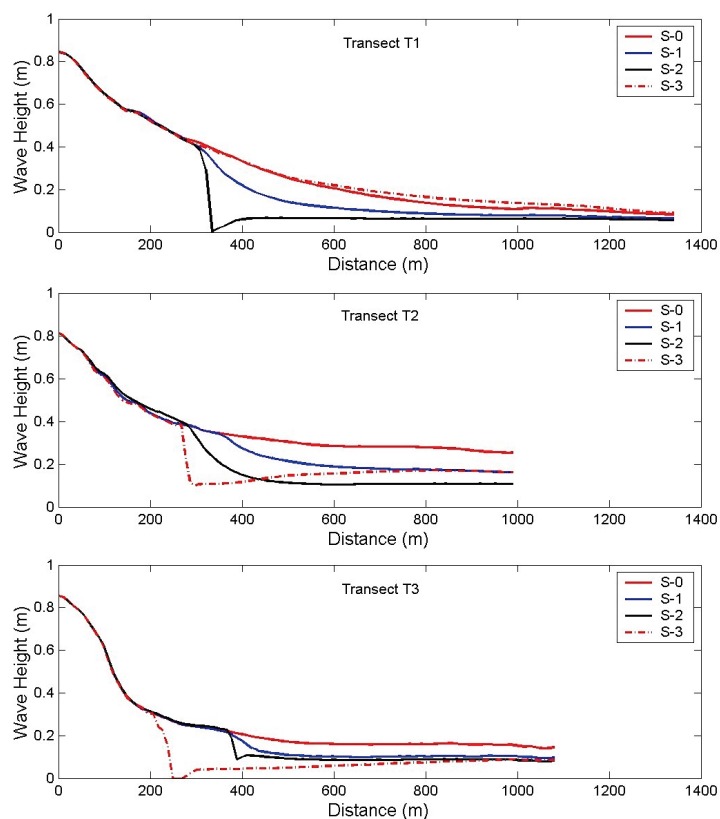 Transect T1
S-0
S-1
S-2
S-3
Wave Height (m)
1
0.8
0.6
0.4
0.2
0
0 200 400 600 800 1000 1200 1400
Distance (m)
Transect T2
S-0
S-1
S-2
S-3
Wave Height (m)
1
0.8
0.6
0.4
0.2
0
0 200 400 600 800 1000 1200 1400
Distance (m)
Transect T3
S-0
S-1
S-2
S-3
Wave Height (m)
1
0.8
0.6
0.4
0.2
0
0 200 400 600 800 1000 1200 1400
Distance (m)